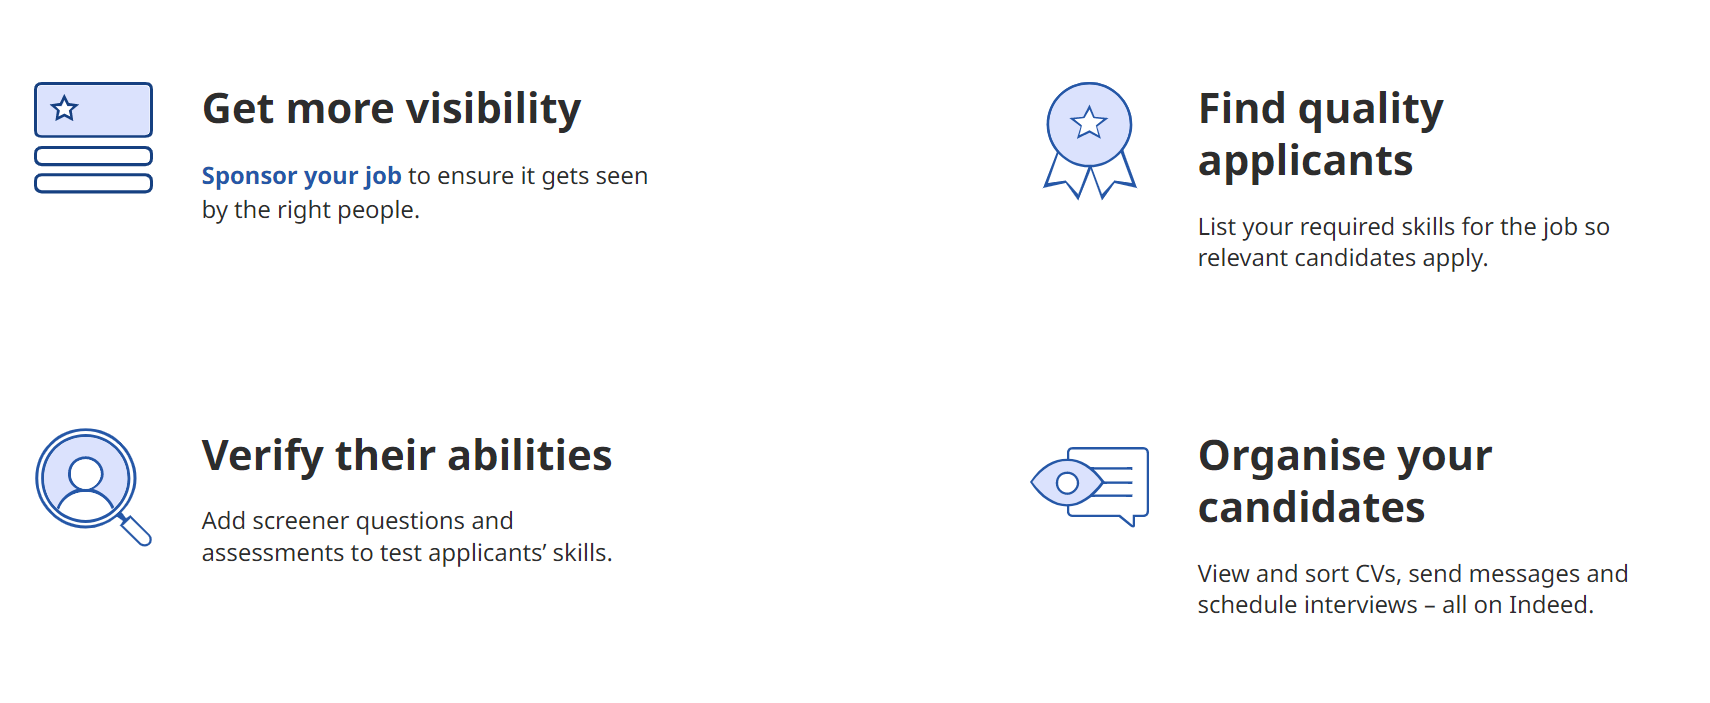 Get more visibility
Sponsor your job to ensure it gets seen
by the right people.
Find quality
applicants
List your required skills for the job so
relevant candidates apply.
Verify their abilities
Add screener questions and
assessments to test applicants’ skills.
Organise your
candidates
View and sort CVs, send messages and
schedule interviews – all on Indeed.